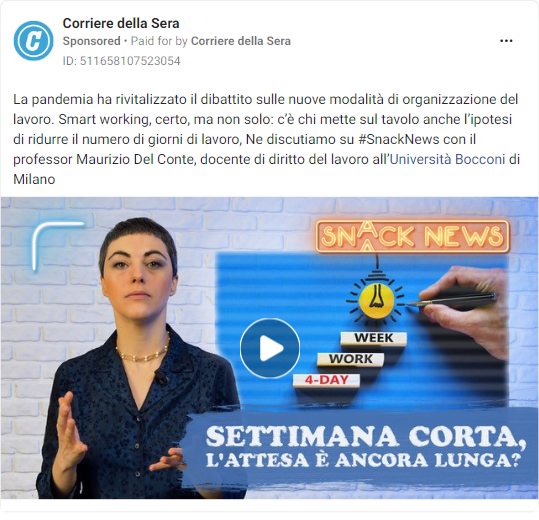 Corriere della Sera
Sponsored • Paid for by Corriere della Sera
ID: 511658107523054
La pandemia ha rivitalizzato il dibattito sulle nuove modalità di organizzazione del
lavoro. Smart working, certo, ma non solo: c'è chi mette sul tavolo anche l'ipotesi
di ridurre il numero di giorni di lavoro, Ne discutiamo su #SnackNews con il
professor Maurizio Del Conte, docente di diritto del lavoro all'Università Bocconi di
Milano
SNACK NEWS
WEEK
WORK
4-DAY
SETTIMANA CORTA,
L'ATTESA È ANCORA LUNGA?